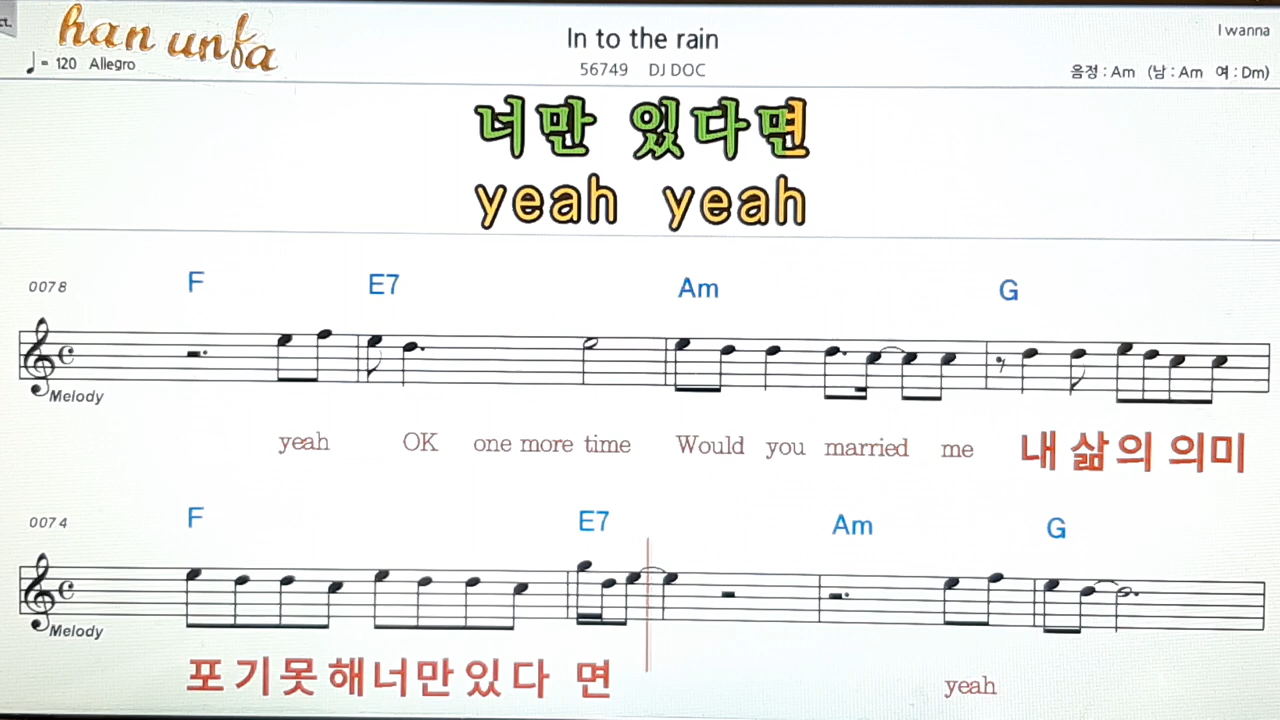 ct.
han unfa
In to the rain
I wanna
♩= 120 Allegro
56749 DJ DOC
음정 : Am (남 : Am 여 : Dm)
너만 있다면
yeah yeah
0078
F E7 Am G
Melody
yeah OK one more time Would you married me 내 삶의 의미
0074
F E7 Am G
Melody
포기못해너만있다 면 yeah